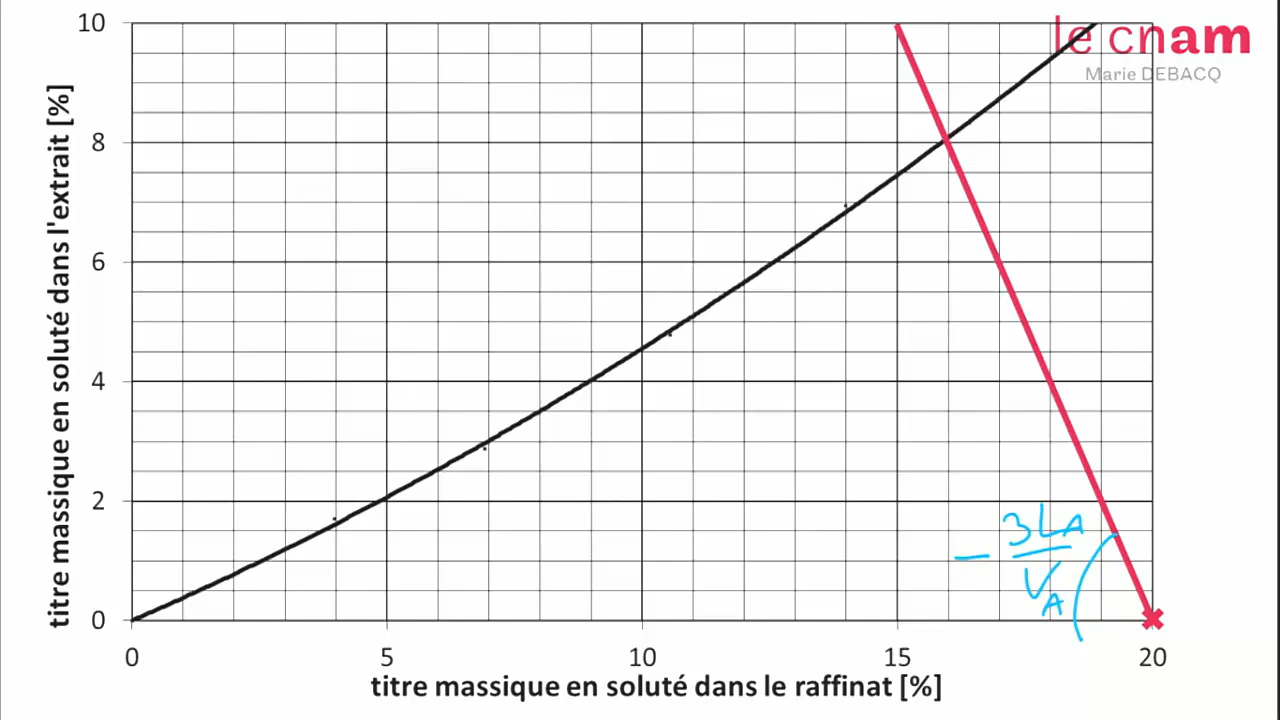 le cnam
Marie DEBACQ
titre massique en soluté dans l'extrait [%]
10
8
6
4
2
0
- 3LA
VA
0 5 10 15 20
titre massique en soluté dans le raffinat [%]